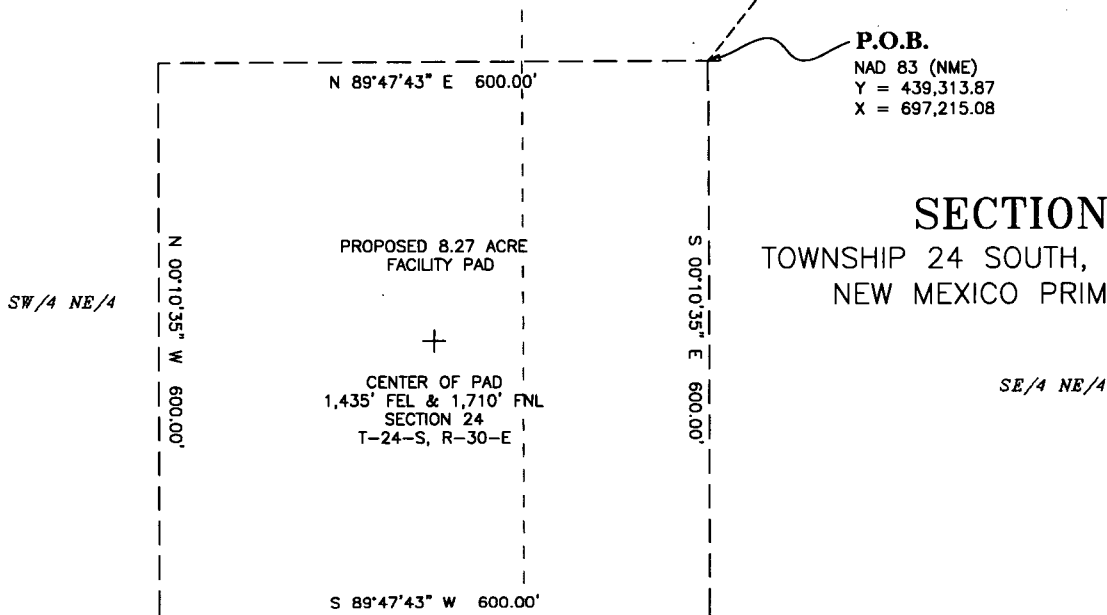 P.O.B.
NAD 83 (NME)
Y = 439,313.87
X = 697,215.08
N 89°47'43" E 600.00'
SECTION
TOWNSHIP 24 SOUTH,
NEW MEXICO PRIM
N 00°10'35" W 600.00'
PROPOSED 8.27 ACRE
FACILITY PAD
S 00°10'35" E 600.00'
SW/4 NE/4
CENTER OF PAD
1,435' FEL & 1,710' FNL
SECTION 24
T-24-S, R-30-E
SE/4 NE/4
S 89°47'43" W 600.00'